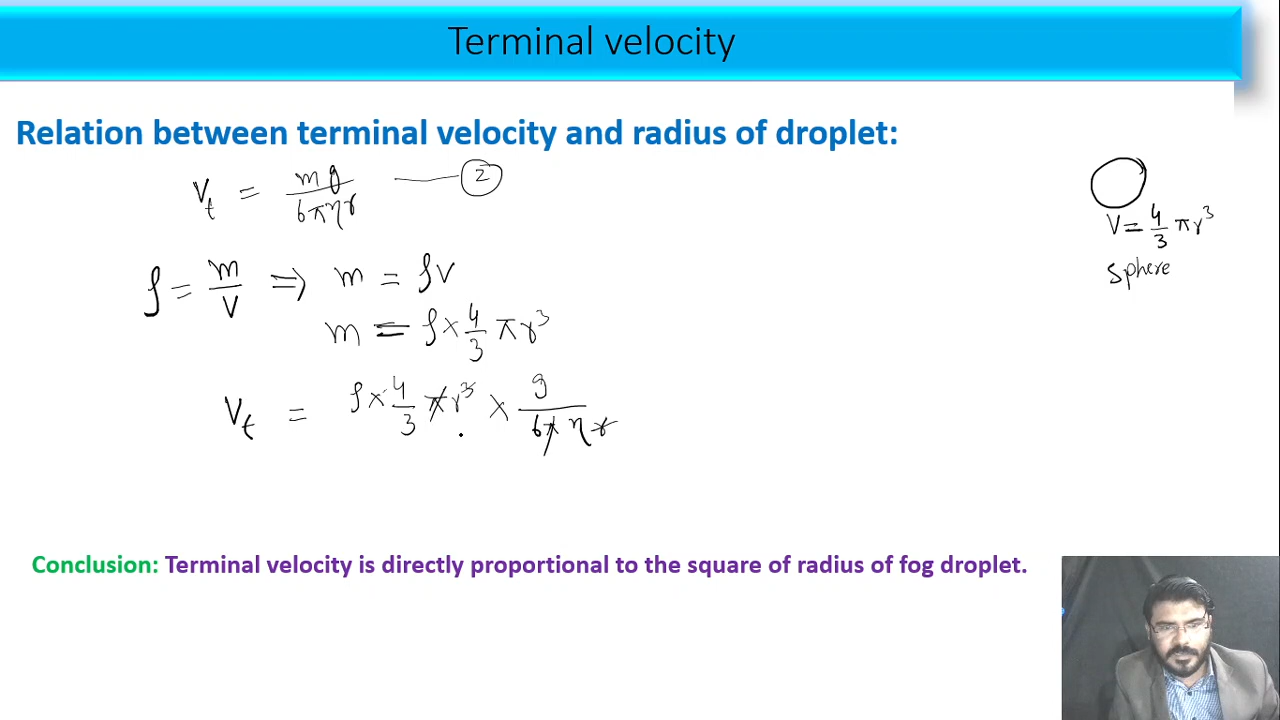 Terminal velocity
Relation between terminal velocity and radius of droplet:
V_t = mg / 6πηr —— ②
ρ = m/V ⇒ m = ρV
m = ρ × 4/3 πr³
V_t = ρ × 4/3 πr³ × g / 6πηr
V = 4/3 πr³
Sphere
Conclusion: Terminal velocity is directly proportional to the square of radius of fog droplet.